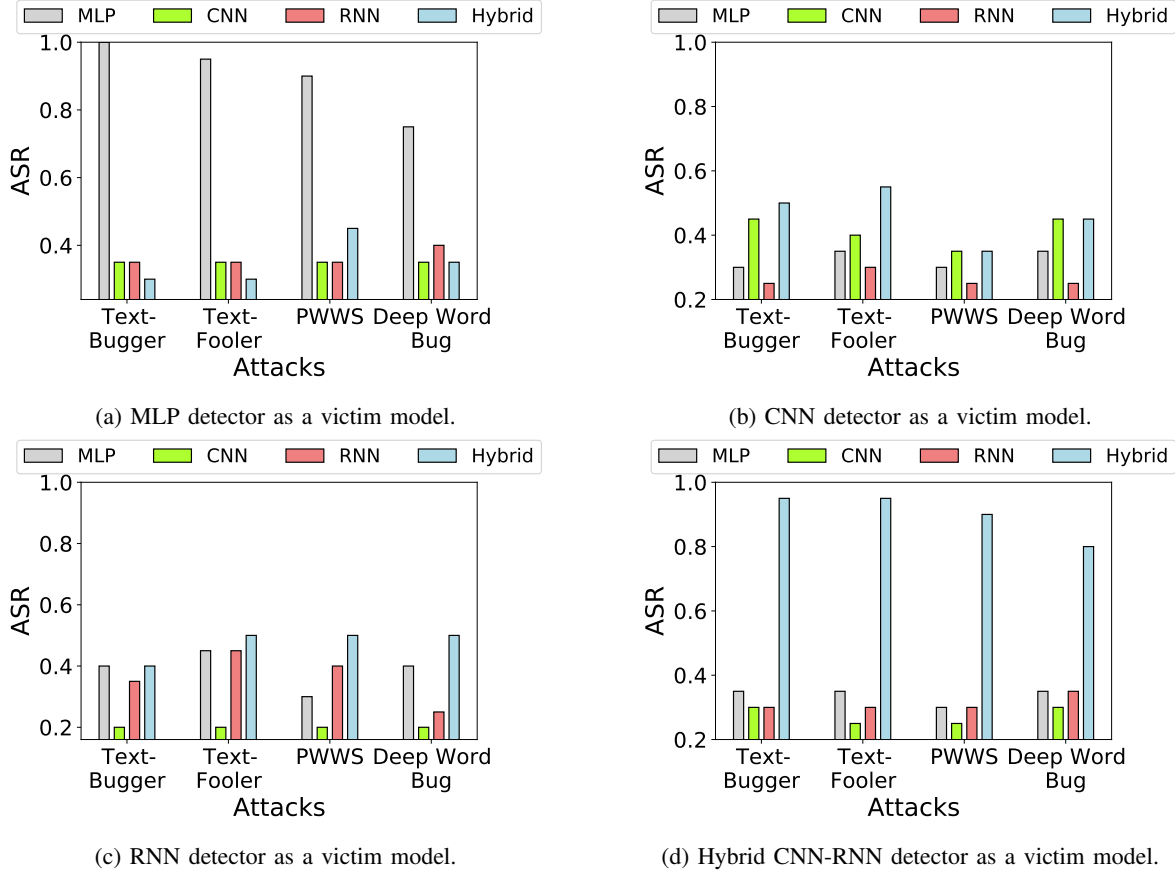 MLP CNN RNN Hybrid
1.0
0.8
0.6
0.4
ASR
Text-
Bugger
Text-
Fooler
PWWS
Deep Word
Bug
Attacks
(a) MLP detector as a victim model.
MLP CNN RNN Hybrid
1.0
0.8
0.6
0.4
0.2
ASR
Text-
Bugger
Text-
Fooler
PWWS
Deep Word
Bug
Attacks
(b) CNN detector as a victim model.
MLP CNN RNN Hybrid
1.0
0.8
0.6
0.4
0.2
ASR
Text-
Bugger
Text-
Fooler
PWWS
Deep Word
Bug
Attacks
(c) RNN detector as a victim model.
MLP CNN RNN Hybrid
1.0
0.8
0.6
0.4
0.2
ASR
Text-
Bugger
Text-
Fooler
PWWS
Deep Word
Bug
Attacks
(d) Hybrid CNN-RNN detector as a victim model.